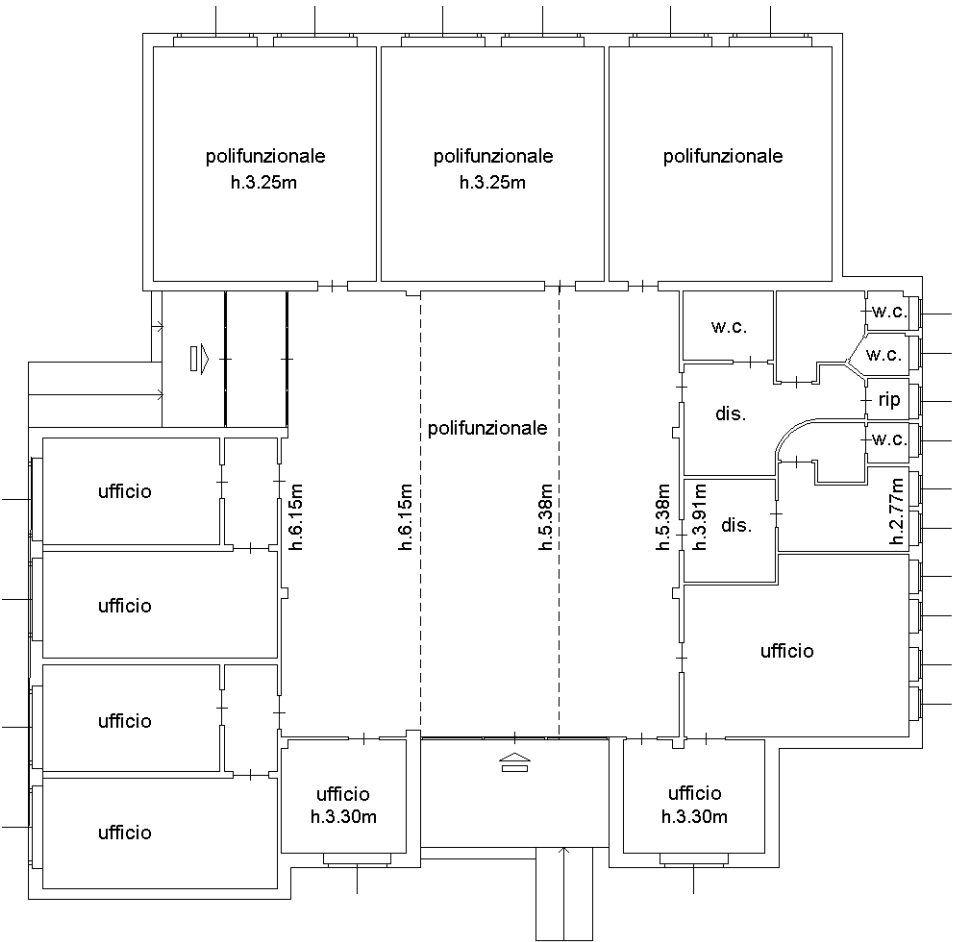 polifunzionale
h.3.25m
polifunzionale
h.3.25m
polifunzionale
w.c.
w.c.
w.c.
rip
dis.
w.c.
polifunzionale
ufficio
h.6.15m
h.6.15m
h.5.38m
h.5.38m
h.3.91m
dis.
h.2.77m
ufficio
ufficio
ufficio
ufficio
h.3.30m
ufficio
h.3.30m
ufficio